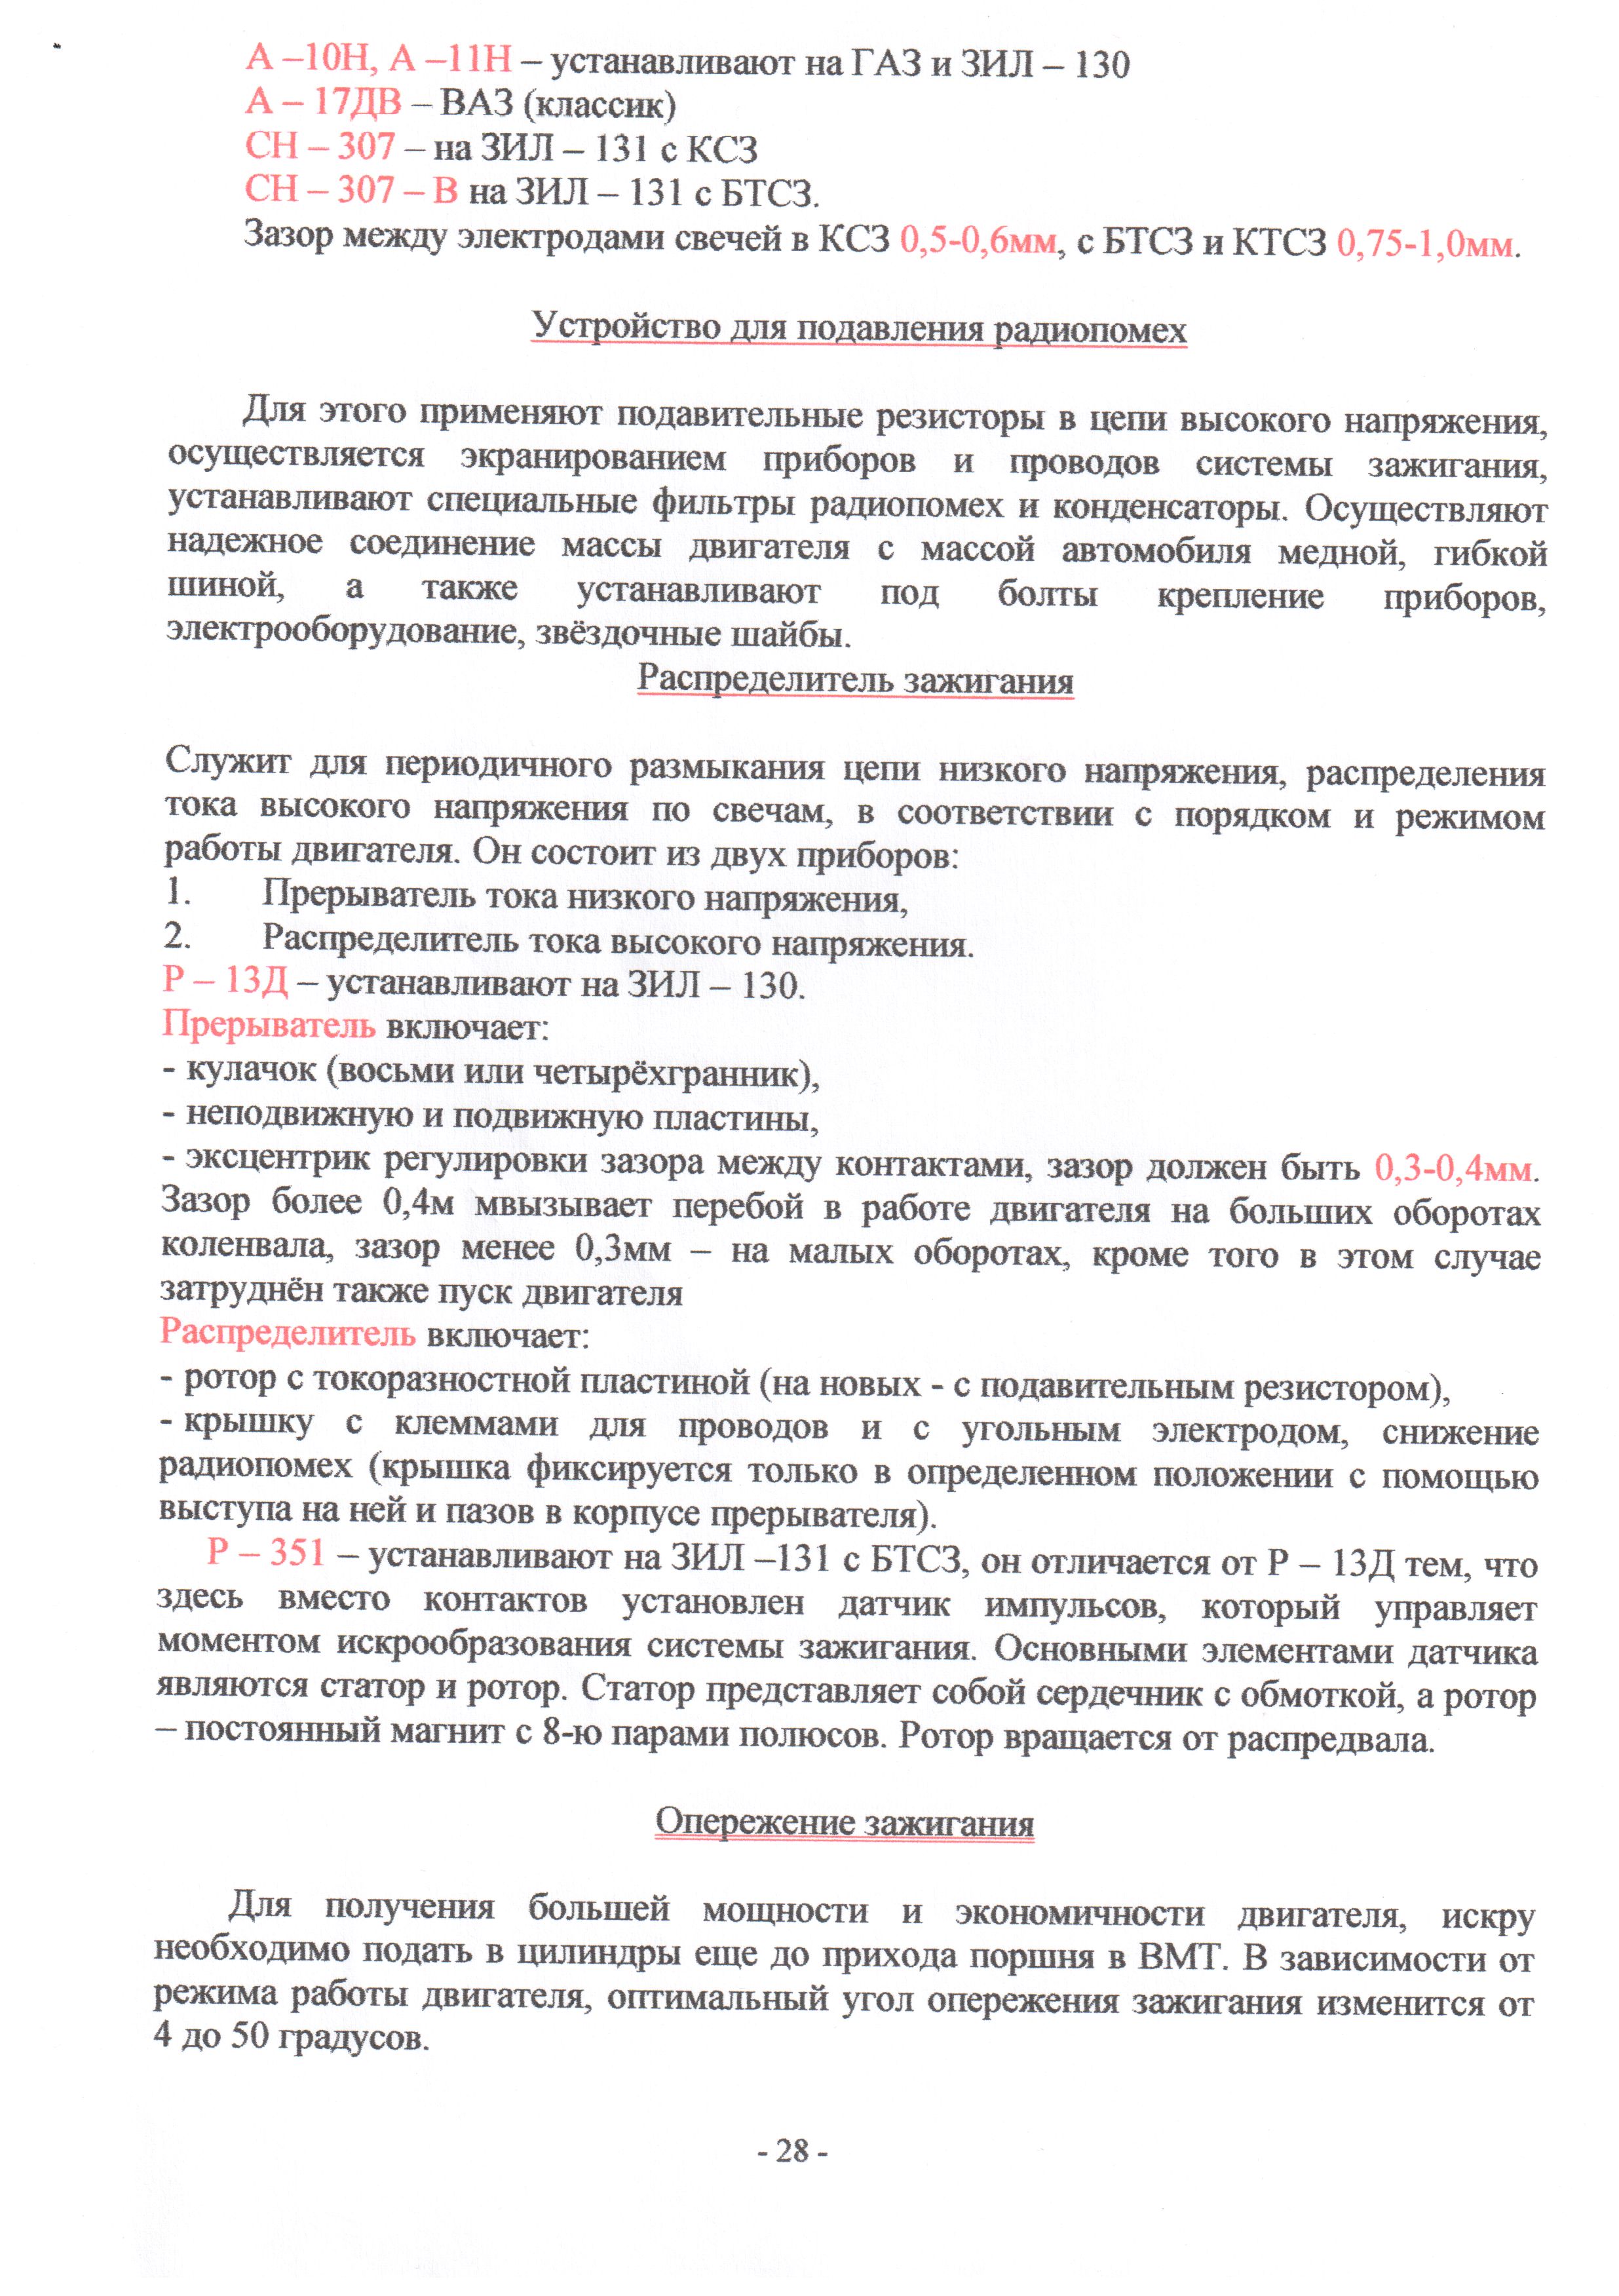 А –10Н, А –11Н – устанавливают на ГАЗ и ЗИЛ – 130
А – 17ДВ – ВАЗ (классик)
СН – 307 – на ЗИЛ – 131 с КСЗ
СН – 307 – В на ЗИЛ – 131 с БТСЗ.
Зазор между электродами свечей в КСЗ 0,5-0,6мм, с БТСЗ и КТСЗ 0,75-1,0мм.
Устройство для подавления радиопомех
Для этого применяют подавительные резисторы в цепи высокого напряжения,
осуществляется экранированием приборов и проводов системы зажигания,
устанавливают специальные фильтры радиопомех и конденсаторы. Осуществляют
надежное соединение массы двигателя с массой автомобиля медной, гибкой
шиной, а также устанавливают под болты крепление приборов,
электрооборудование, звёздочные шайбы.
Распределитель зажигания
Служит для периодичного размыкания цепи низкого напряжения, распределения
тока высокого напряжения по свечам, в соответствии с порядком и режимом
работы двигателя. Он состоит из двух приборов:
1. Прерыватель тока низкого напряжения,
2. Распределитель тока высокого напряжения.
Р – 13Д – устанавливают на ЗИЛ – 130.
Прерыватель включает:
- кулачок (восьми или четырёхгранник),
- неподвижную и подвижную пластины,
- эксцентрик регулировки зазора между контактами, зазор должен быть 0,3-0,4мм.
Зазор более 0,4м мвызывает перебой в работе двигателя на больших оборотах
коленвала, зазор менее 0,3мм – на малых оборотах, кроме того в этом случае
затруднён также пуск двигателя
Распределитель включает:
- ротор с токоразностной пластиной (на новых - с подавительным резистором),
- крышку с клеммами для проводов и с угольным электродом, снижение
радиопомех (крышка фиксируется только в определенном положении с помощью
выступа на ней и пазов в корпусе прерывателя).
Р – 351 – устанавливают на ЗИЛ –131 с БТСЗ, он отличается от Р – 13Д тем, что
здесь вместо контактов установлен датчик импульсов, который управляет
моментом искрообразования системы зажигания. Основными элементами датчика
являются статор и ротор. Статор представляет собой сердечник с обмоткой, а ротор
– постоянный магнит с 8-ю парами полюсов. Ротор вращается от распредвала.
Опережение зажигания
Для получения большей мощности и экономичности двигателя, искру
необходимо подать в цилиндры еще до прихода поршня в ВМТ. В зависимости от
режима работы двигателя, оптимальный угол опережения зажигания изменится от
4 до 50 градусов.
- 28 -